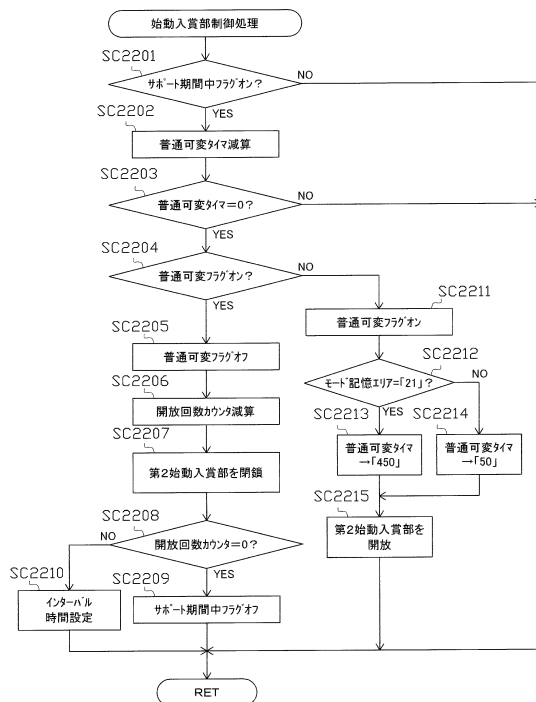 始動入賞部制御処理
SC2201
サポート期間中フラグオン？
NO
YES
SC2202
普通可変タイマ減算
SC2203
普通可変タイマ＝0？
NO
YES
SC2204
普通可変フラグオン？
NO
YES
SC2211
普通可変フラグオン
SC2205
普通可変フラグオフ
SC2212
モード記憶エリア=「21」？
NO
YES
SC2206
開放回数カウンタ減算
SC2213
普通可変タイマ
→「450」
SC2214
普通可変タイマ
→「50」
SC2207
第2始動入賞部を閉鎖
SC2215
第2始動入賞部を
開放
SC2208
開放回数カウンタ＝0？
NO
YES
SC2210
インターバル
時間設定
SC2209
サポート期間中フラグオフ
RET